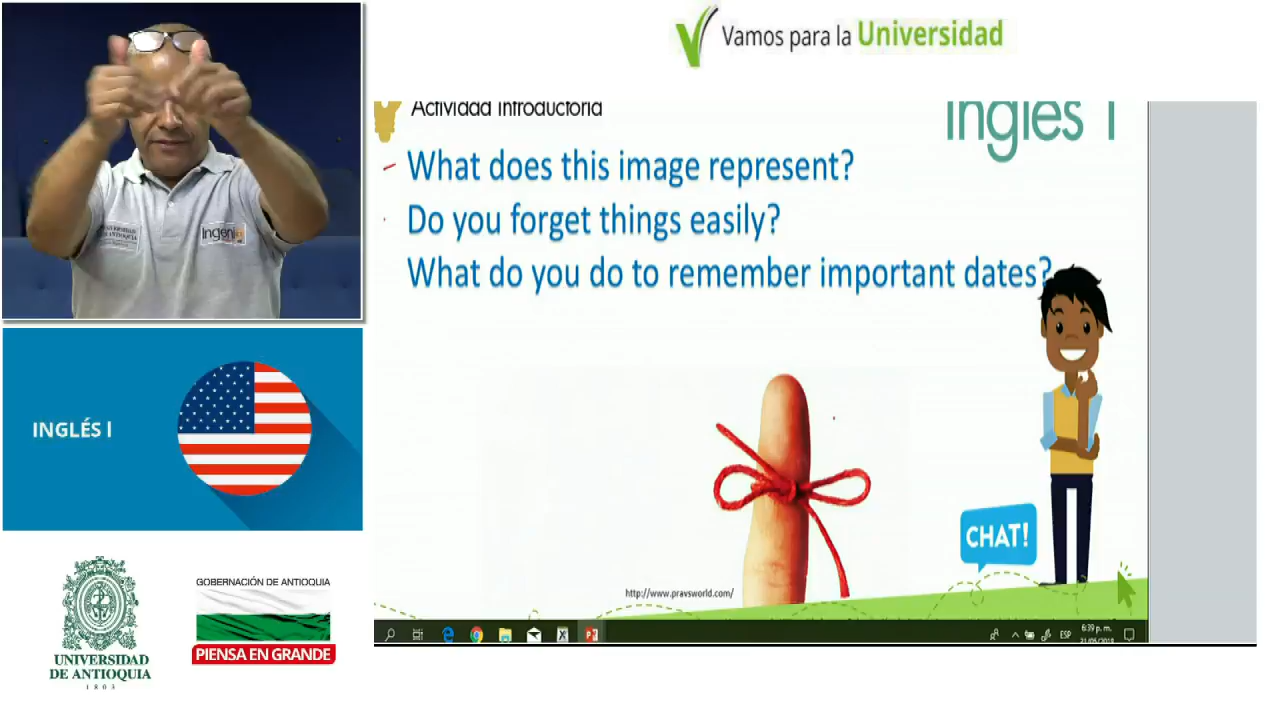 Vamos para la Universidad
Actividad Introductoria
Inglés I
What does this image represent?
Do you forget things easily?
What do you do to remember important dates?
ingeni@
INGLÉS I
CHAT!
http://www.pravsworld.com/
GOBERNACIÓN DE ANTIOQUIA
PIENSA EN GRANDE
UNIVERSIDAD
DE ANTIOQUIA
1803
ESP
6:39 p. m.